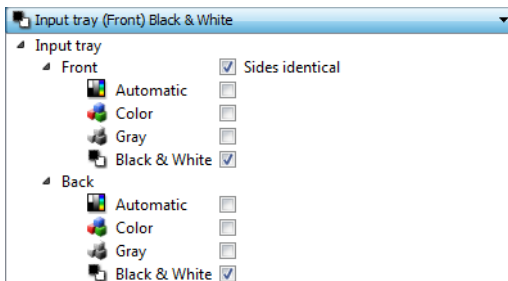 Input tray (Front) Black & White
Input tray
Front Sides identical
Automatic
Color
Gray
Black & White
Back
Automatic
Color
Gray
Black & White